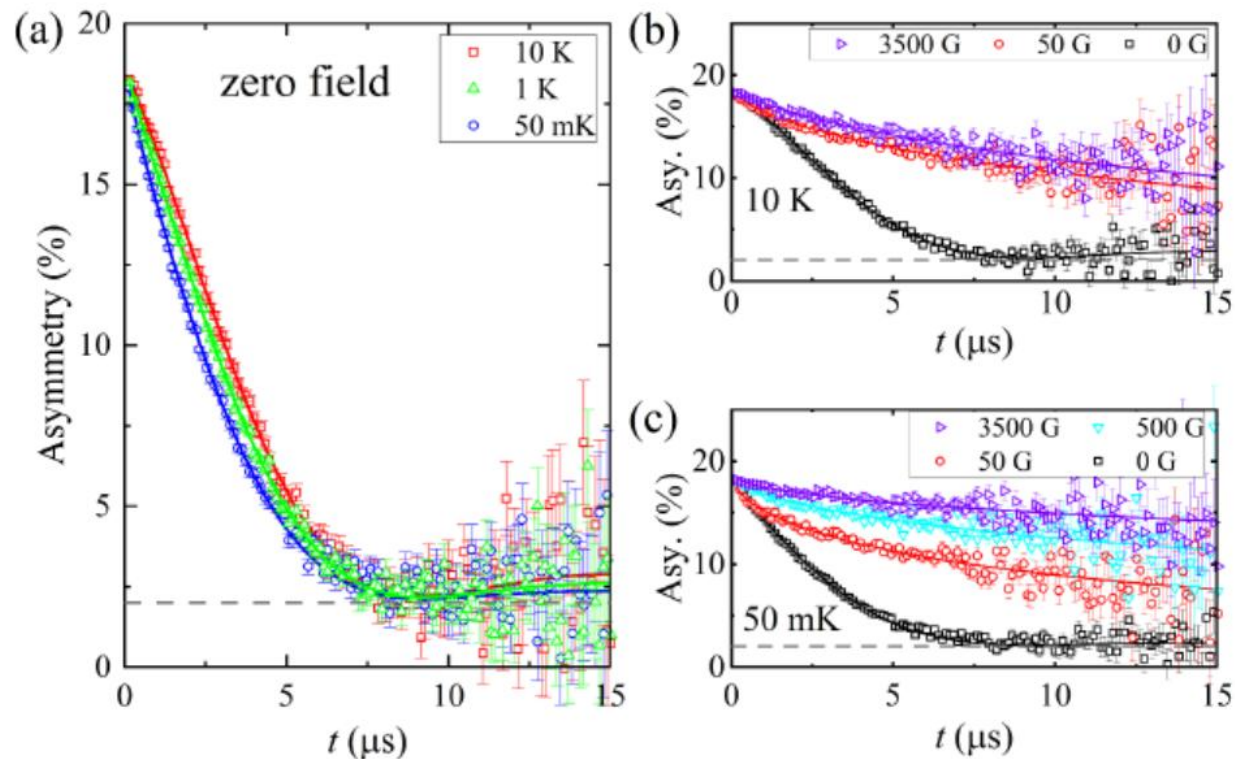 (a)
20
15
10
5
0
Asymmetry (%)
zero field
10 K
1 K
50 mK
0 5 10 15
t (μs)
(b)
3500 G 50 G 0 G
20
10
0
Asy. (%)
10 K
0 5 10 15
t (μs)
(c)
3500 G 500 G
50 G 0 G
20
10
0
Asy. (%)
50 mK
0 5 10 15
t (μs)